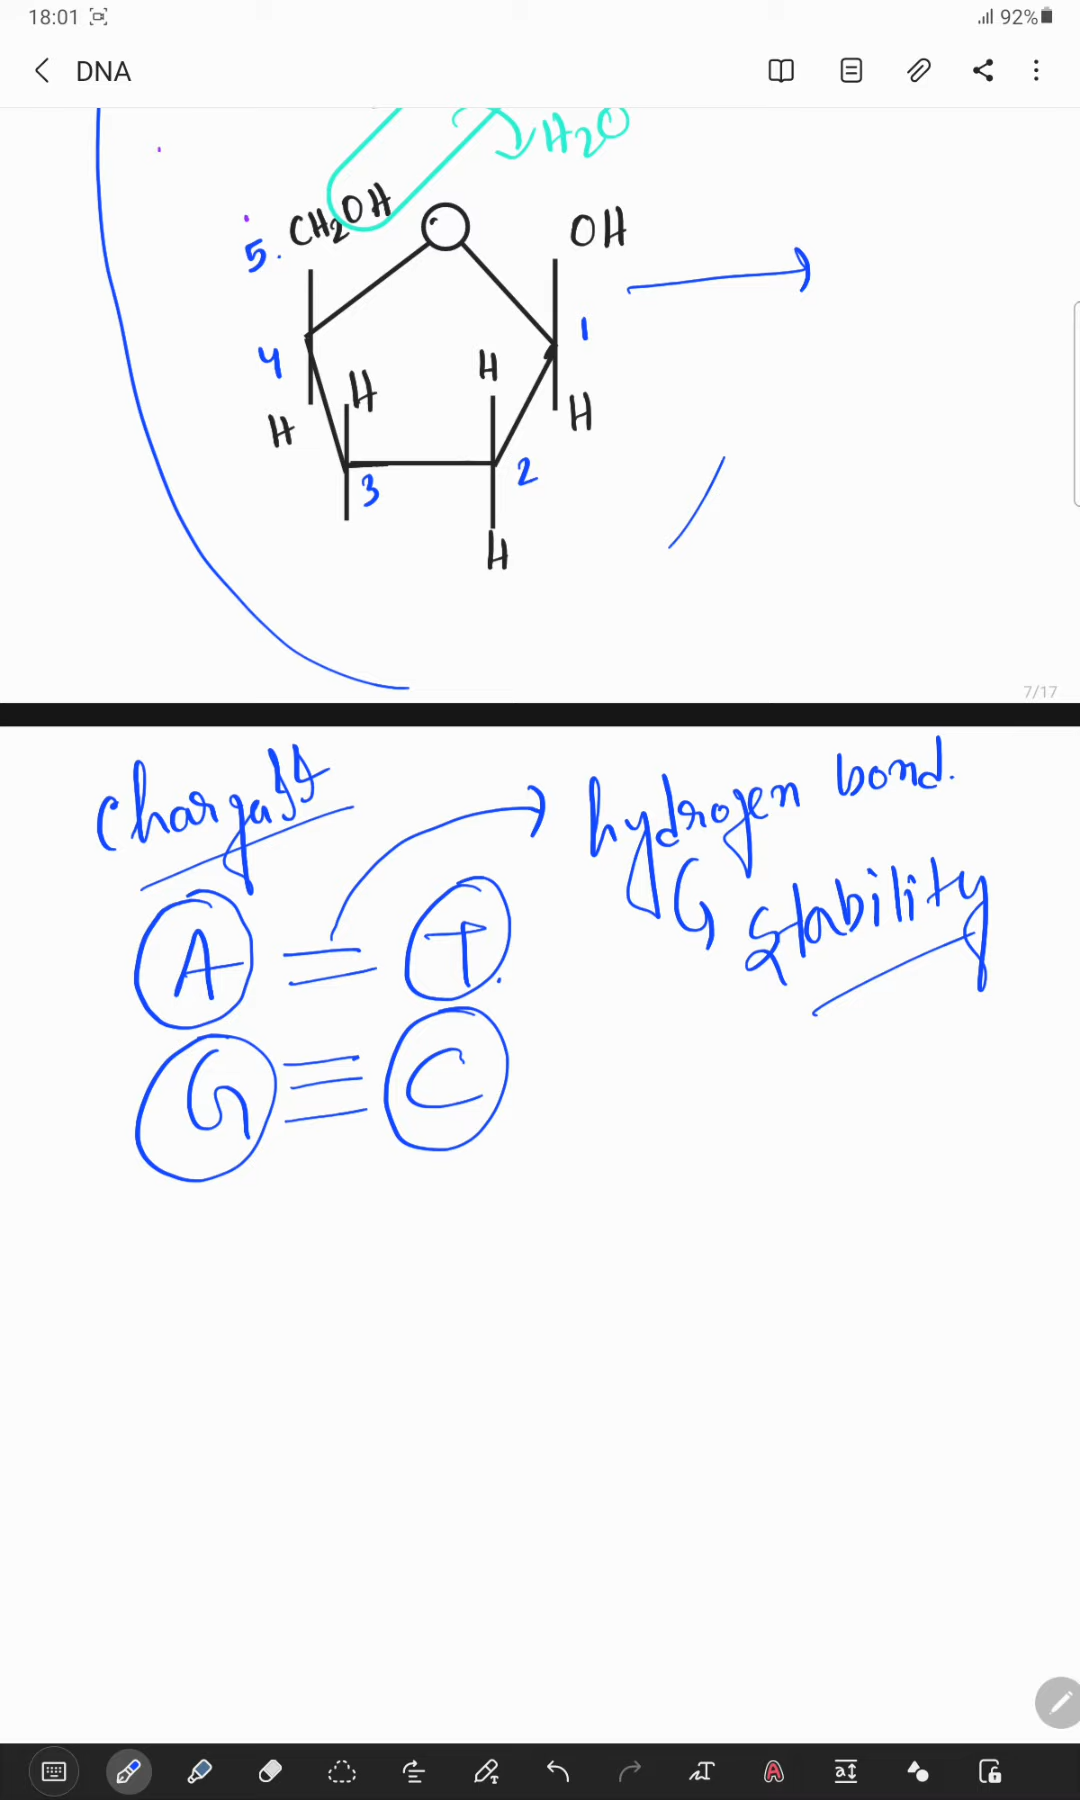 18:01 92%
DNA
H2O
CH2OH OH
5.
1
4 H
H
H H
3 2
H
7/17
Chargaff hydrogen bond.
Stability
A = T
G ≡ C